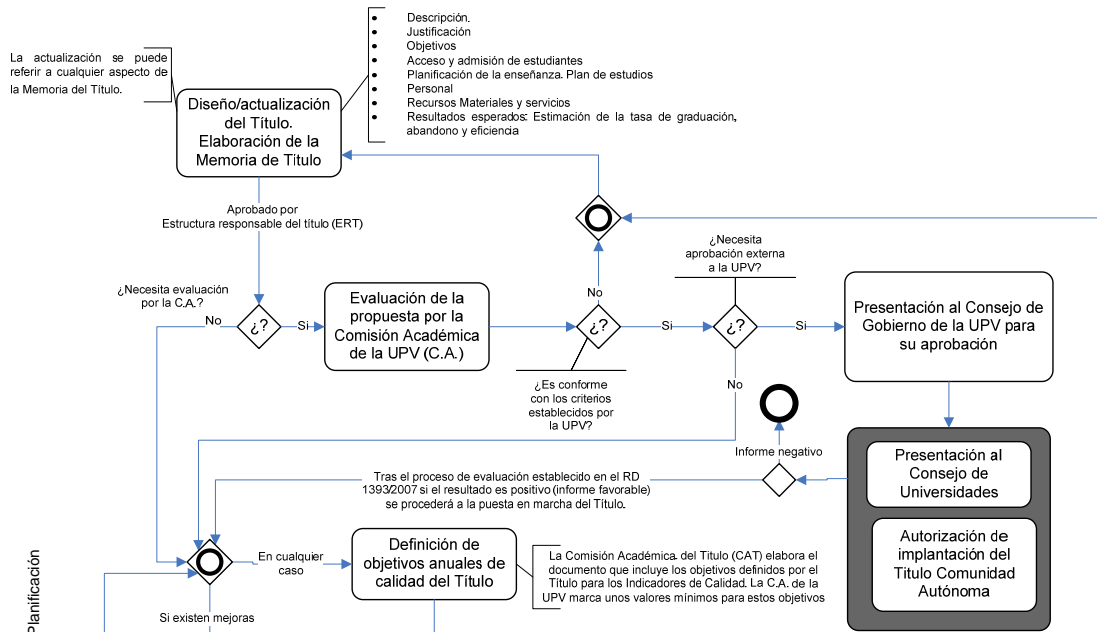 La actualización se puede
referir a cualquier aspecto de
la Memoria del Título.
Diseño/actualización
del Título.
Elaboración de la
Memoria de Titulo
• Descripción.
• Justificación
• Objetivos
• Acceso y admisión de estudiantes
• Planificación de la enseñanza. Plan de estudios
• Personal
• Recursos Materiales y servicios
• Resultados esperados: Estimación de la tasa de graduación,
abandono y eficiencia
Aprobado por
Estructura responsable del título (ERT)
¿Necesita evaluación
por la C.A.?
No
¿?
Si
Evaluación de la
propuesta por la
Comisión Académica
de la UPV (C.A.)
No
¿?
Si
¿Es conforme
con los criterios
establecidos por
la UPV?
¿Necesita
aprobación externa
a la UPV?
¿?
Si
No
Presentación al Consejo de
Gobierno de la UPV para
su aprobación
Informe negativo
Presentación al
Consejo de
Universidades
Autorización de
implantación del
Titulo Comunidad
Autónoma
Tras el proceso de evaluación establecido en el RD
1393/2007 si el resultado es positivo (informe favorable)
se procederá a la puesta en marcha del Título.
En cualquier
caso
Definición de
objetivos anuales de
calidad del Título
La Comisión Académica del Titulo (CAT) elabora el
documento que incluye los objetivos definidos por el
Título para los Indicadores de Calidad. La C.A. de la
UPV marca unos valores mínimos para estos objetivos
Si existen mejoras
Planificación